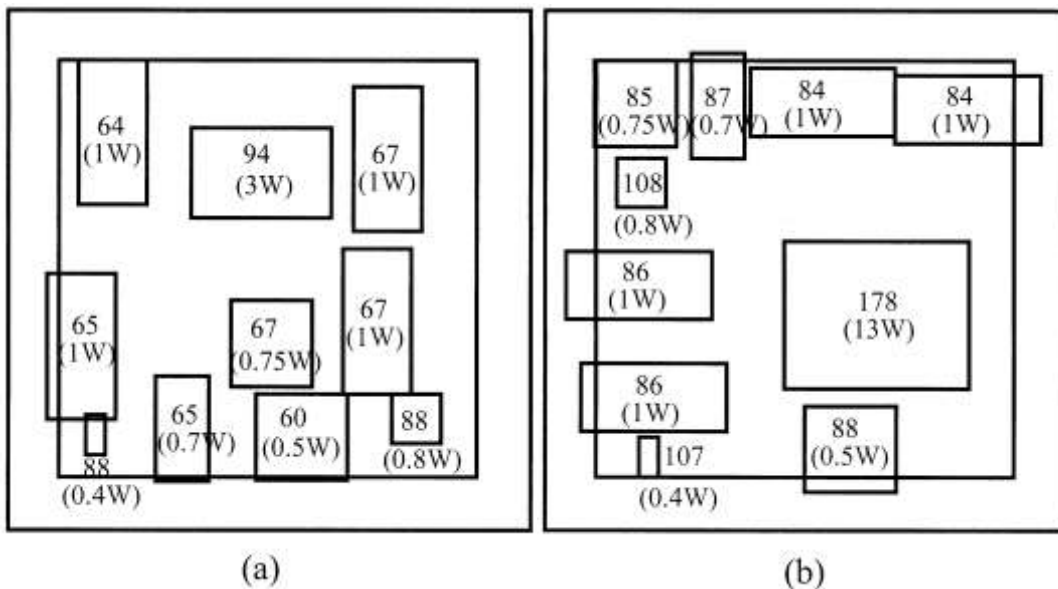 64
(1W)
94
(3W)
67
(1W)
65
(1W)
67
(0.75W)
67
(1W)
65
(0.7W)
60
(0.5W)
88
(0.8W)
88
(0.4W)
(a)
85
(0.75W)
87
(0.7W)
84
(1W)
84
(1W)
108
(0.8W)
86
(1W)
178
(13W)
86
(1W)
88
(0.5W)
107
(0.4W)
(b)